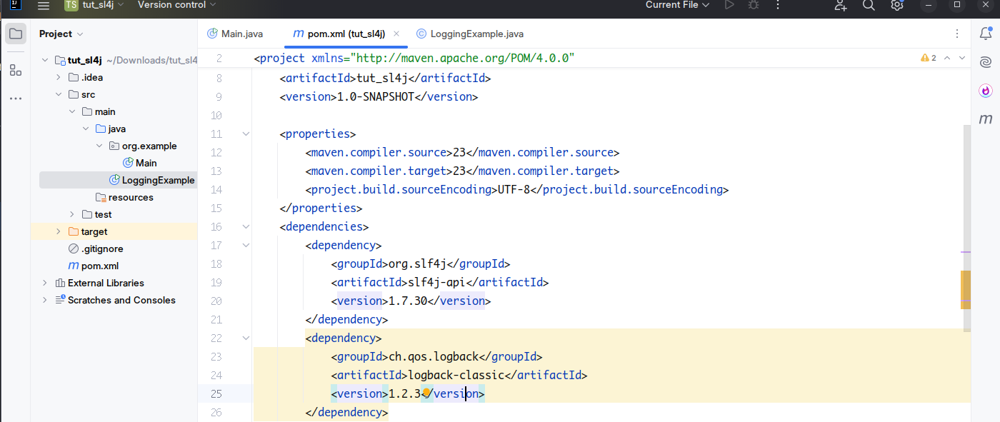 TS tut_sl4j Version control Current File
Project
Main.java
pom.xml (tut_sl4j)
LoggingExample.java
tut_sl4j ~/Downloads/tut_sl4
.idea
src
main
java
org.example
Main
LoggingExample
resources
test
target
.gitignore
m pom.xml
External Libraries
Scratches and Consoles
2 <project xmlns="http://maven.apache.org/POM/4.0.0"
2
8 <artifactId>tut_sl4j</artifactId>
9 <version>1.0-SNAPSHOT</version>
10
11 <properties>
12 <maven.compiler.source>23</maven.compiler.source>
13 <maven.compiler.target>23</maven.compiler.target>
14 <project.build.sourceEncoding>UTF-8</project.build.sourceEncoding>
15 </properties>
16 <dependencies>
17 <dependency>
18 <groupId>org.slf4j</groupId>
19 <artifactId>slf4j-api</artifactId>
20 <version>1.7.30</version>
21 </dependency>
22 <dependency>
23 <groupId>ch.qos.logback</groupId>
24 <artifactId>logback-classic</artifactId>
25 <version>1.2.3</version>
26 </dependency>